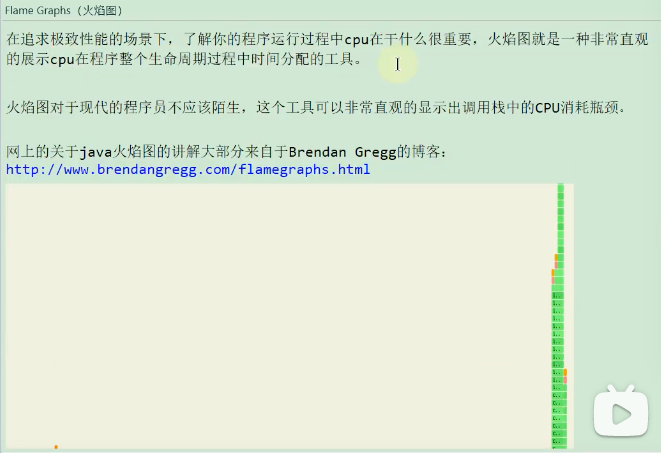 Flame Graphs（火焰图）
在追求极致性能的场景下，了解你的程序运行过程中cpu在干什么很重要，火焰图就是一种非常直观
的展示cpu在程序整个生命周期过程中时间分配的工具。
火焰图对于现代的程序员不应该陌生，这个工具可以非常直观的显示出调用栈中的CPU消耗瓶颈。
网上的关于java火焰图的讲解大部分来自于Brendan Gregg的博客：
http://www.brendangregg.com/flamegraphs.html